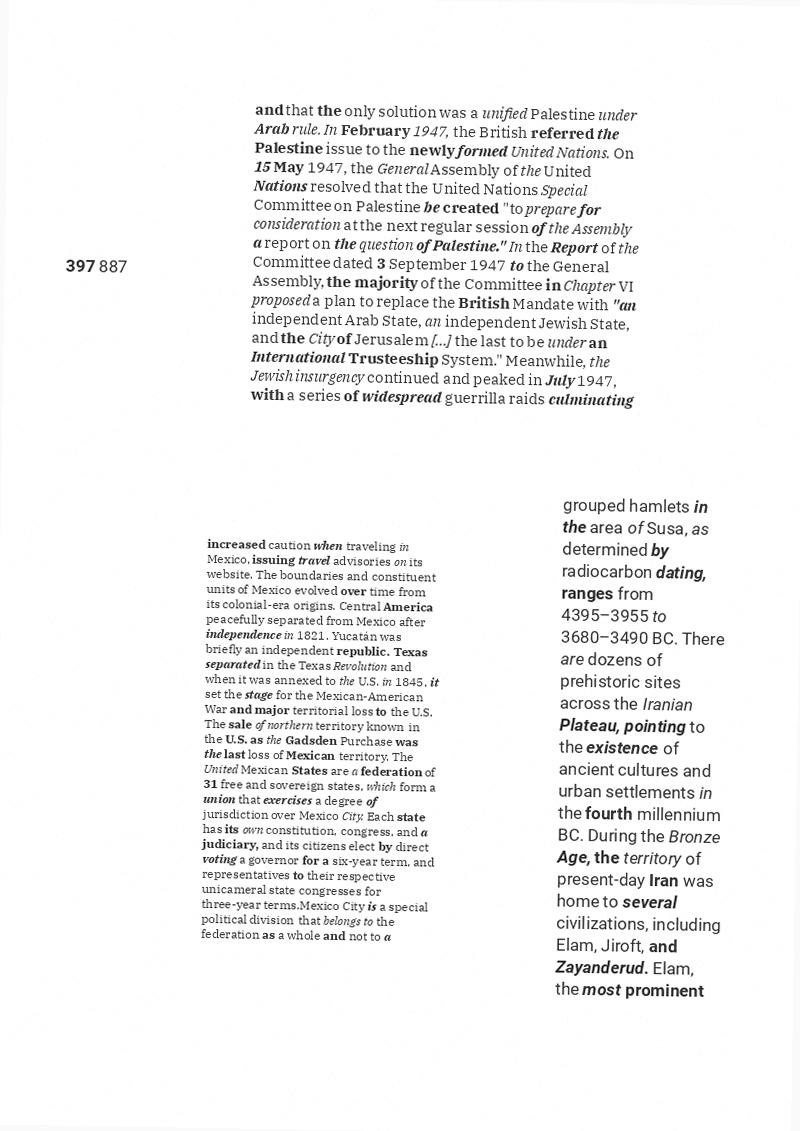 and that the only solution was a unified Palestine under
Arab rule. In February 1947, the British referred the
Palestine issue to the newly formed United Nations. On
15 May 1947, the General Assembly of the United
Nations resolved that the United Nations Special
Committee on Palestine be created "to prepare for
consideration at the next regular session of the Assembly
a report on the question of Palestine." In the Report of the
Committee dated 3 September 1947 to the General
Assembly, the majority of the Committee in Chapter VI
proposed a plan to replace the British Mandate with "an
independent Arab State, an independent Jewish State,
and the City of Jerusalem [...] the last to be under an
International Trusteeship System." Meanwhile, the
Jewish insurgency continued and peaked in July 1947,
with a series of widespread guerrilla raids culminating
397 887
increased caution when traveling in
Mexico, issuing travel advisories on its
website. The boundaries and constituent
units of Mexico evolved over time from
its colonial-era origins. Central America
peacefully separated from Mexico after
independence in 1821. Yucatán was
briefly an independent republic. Texas
separated in the Texas Revolution and
when it was annexed to the U.S. in 1845, it
set the stage for the Mexican-American
War and major territorial loss to the U.S.
The sale of northern territory known in
the U.S. as the Gadsden Purchase was
the last loss of Mexican territory. The
United Mexican States are a federation of
31 free and sovereign states, which form a
union that exercises a degree of
jurisdiction over Mexico City. Each state
has its own constitution, congress, and a
judiciary, and its citizens elect by direct
voting a governor for a six-year term, and
representatives to their respective
unicameral state congresses for
three-year terms.Mexico City is a special
political division that belongs to the
federation as a whole and not to a
grouped hamlets in
the area of Susa, as
determined by
radiocarbon dating,
ranges from
4395–3955 to
3680–3490 BC. There
are dozens of
prehistoric sites
across the Iranian
Plateau, pointing to
the existence of
ancient cultures and
urban settlements in
the fourth millennium
BC. During the Bronze
Age, the territory of
present-day Iran was
home to several
civilizations, including
Elam, Jiroft, and
Zayanderud. Elam,
the most prominent